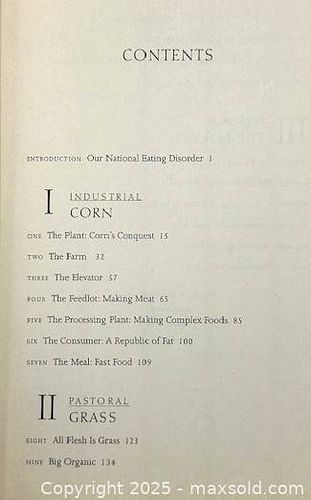 CONTENTS
INTRODUCTION Our National Eating Disorder 1
I INDUSTRIAL
CORN
ONE The Plant: Corn's Conquest 15
TWO The Farm 32
THREE The Elevator 57
FOUR The Feedlot: Making Meat 65
FIVE The Processing Plant: Making Complex Foods 85
SIX The Consumer: A Republic of Fat 100
SEVEN The Meal: Fast Food 109
II PASTORAL
GRASS
EIGHT All Flesh Is Grass 123
NINE Big Organic 134
Copyright 2025 - maxsold.com